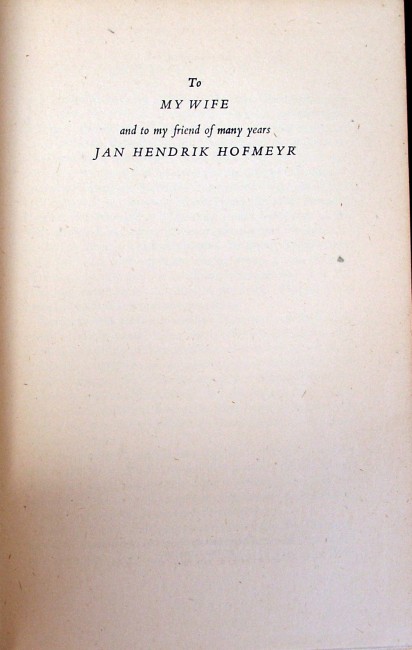 To
MY WIFE
and to my friend of many years
JAN HENDRIK HOFMEYR